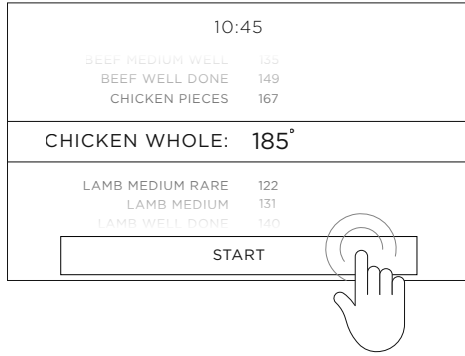 10:45
BEEF MEDIUM WELL 135
BEEF WELL DONE 149
CHICKEN PIECES 167
CHICKEN WHOLE: 185°
LAMB MEDIUM RARE 122
LAMB MEDIUM 131
LAMB WELL DONE 140
START